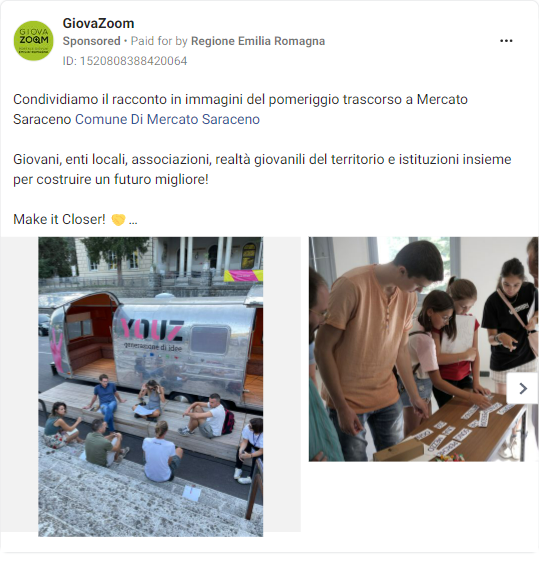 GIOVA
ZOOM
GiovaZoom
Sponsored • Paid for by Regione Emilia Romagna
ID: 1520808388420064
Condividiamo il racconto in immagini del pomeriggio trascorso a Mercato
Saraceno Comune Di Mercato Saraceno
Giovani, enti locali, associazioni, realtà giovanili del territorio e istituzioni insieme
per costruire un futuro migliore!
Make it Closer! 💛 ...
YOUZ
generazione di idee